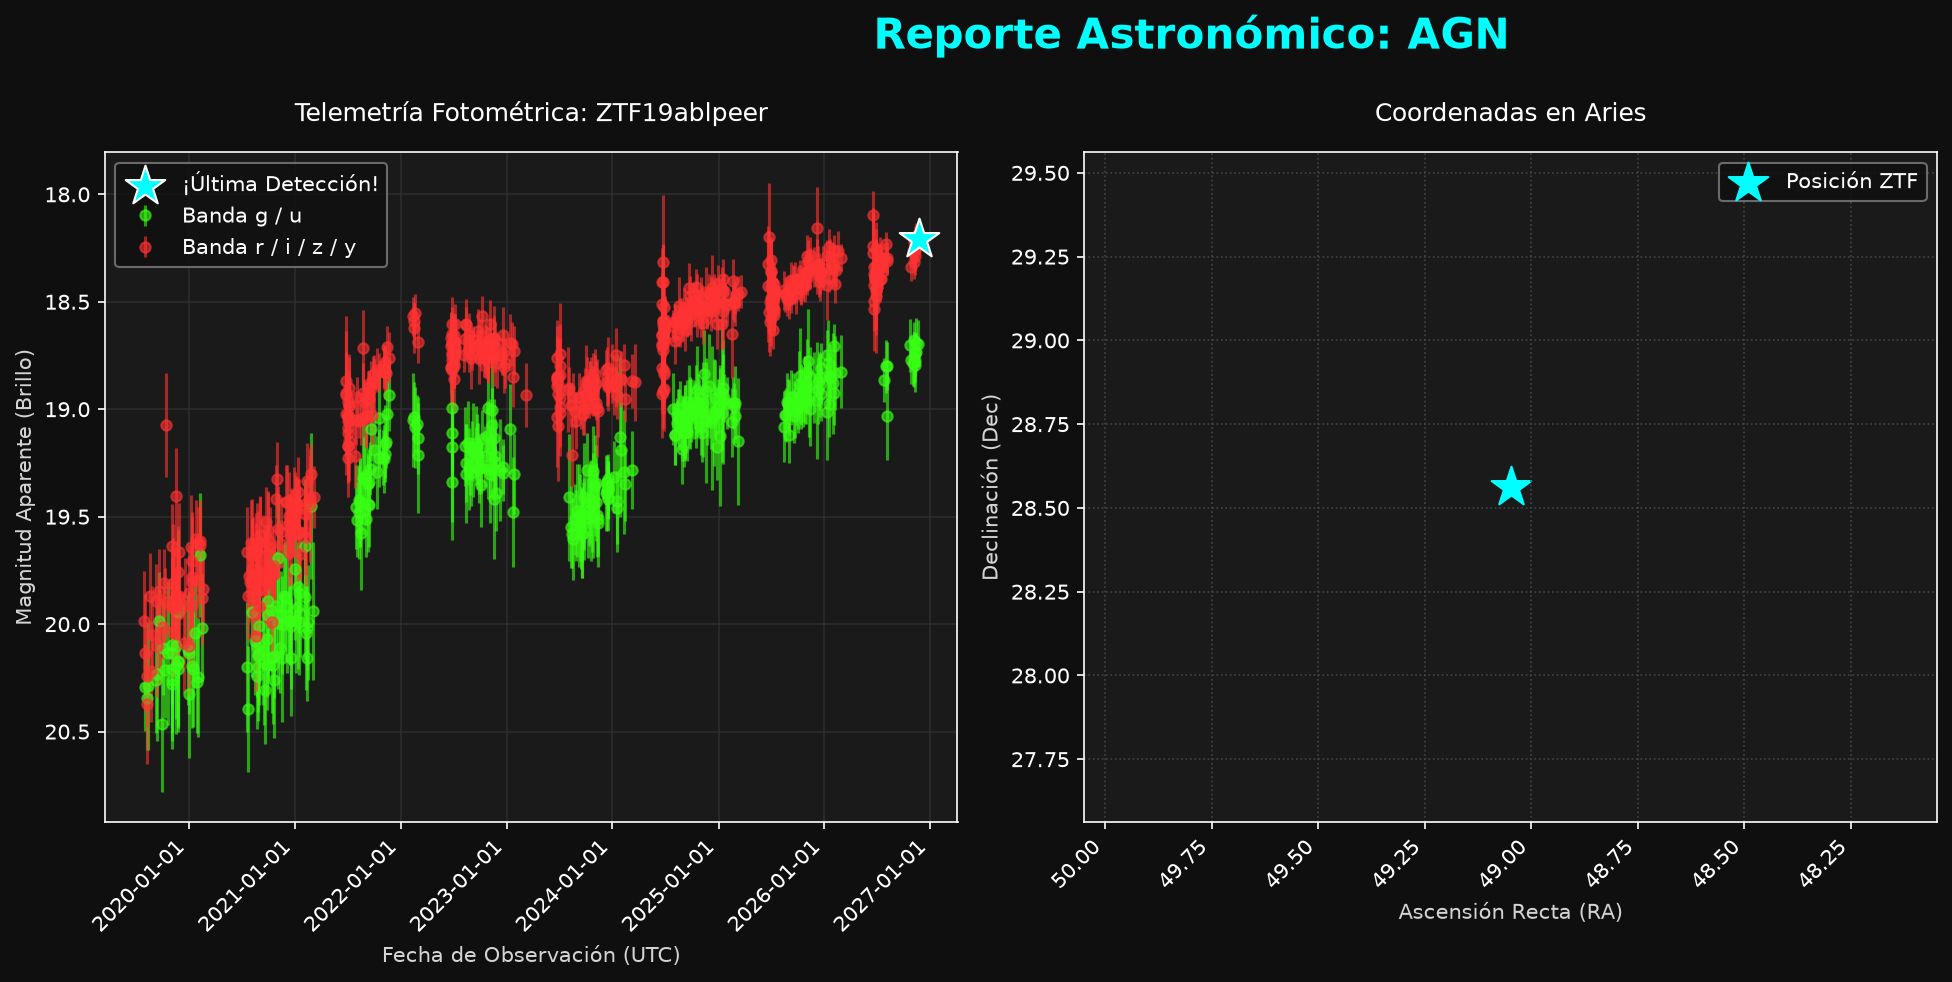 Reporte Astronómico: AGN
Telemetría Fotométrica: ZTF19ablpeer
¡Última Detección!
Banda g / u
Banda r / i / z / y
Magnitud Aparente (Brillo)
18.0
18.5
19.0
19.5
20.0
20.5
2020-01-01
2021-01-01
2022-01-01
2023-01-01
2024-01-01
2025-01-01
2026-01-01
2027-01-01
Fecha de Observación (UTC)
Coordenadas en Aries
Posición ZTF
Declinación (Dec)
29.50
29.25
29.00
28.75
28.50
28.25
28.00
27.75
50.00
49.75
49.50
49.25
49.00
48.75
48.50
48.25
Ascensión Recta (RA)